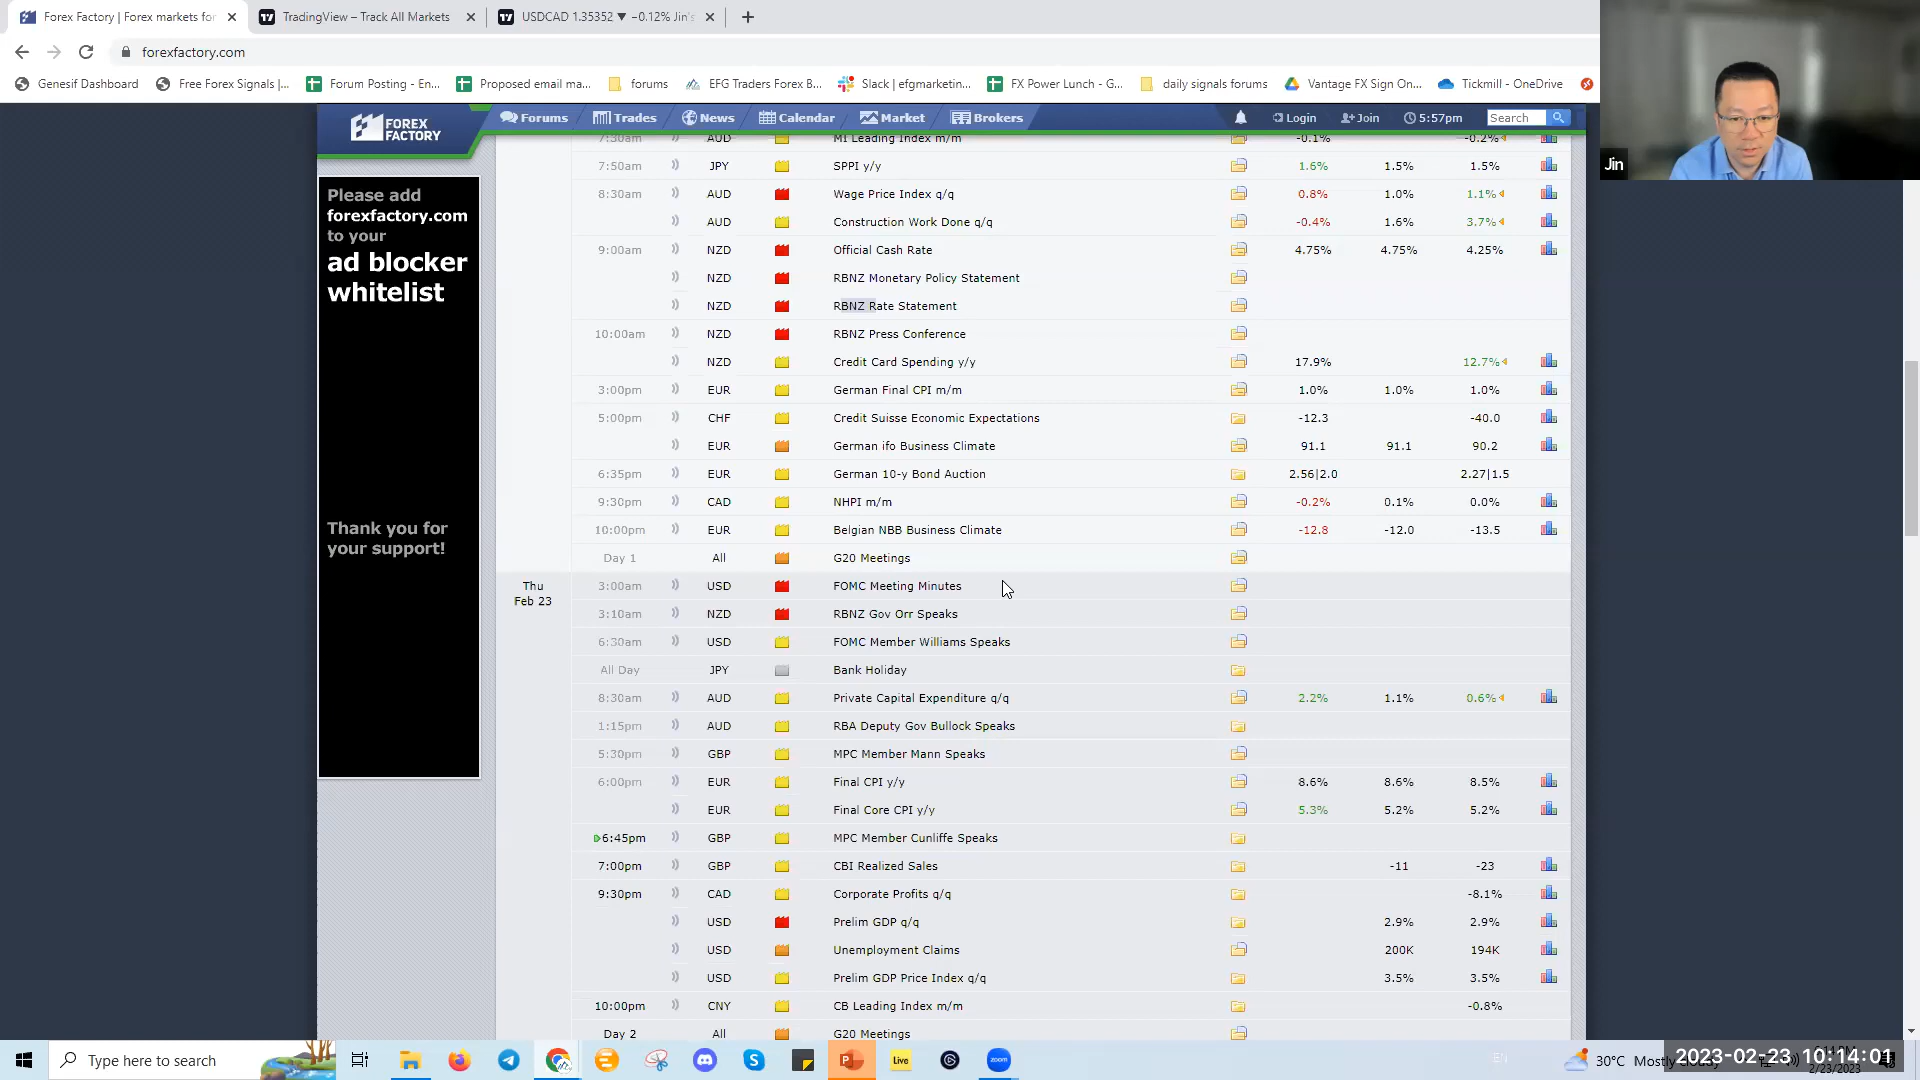 Forex Factory | Forex markets for
TradingView – Track All Markets
USDCAD 1.35352 ▼ −0.12% Jin's
forexfactory.com
Genesif Dashboard
Free Forex Signals |...
Forum Posting - En...
Proposed email ma...
forums
EFG Traders Forex B...
Slack | efgmarketin...
FX Power Lunch - G...
daily signals forums
Vantage FX Sign On...
Tickmill - OneDrive
FOREX FACTORY
Forums
Trades
News
Calendar
Market
Brokers
Login
Join
5:57pm
Search
Jin
Please add
forexfactory.com
to your
ad blocker
whitelist
Thank you for
your support!
7:30am AUD MI Leading Index m/m -0.1% -0.2%
7:50am JPY SPPI y/y 1.6% 1.5% 1.5%
8:30am AUD Wage Price Index q/q 0.8% 1.0% 1.1%
AUD Construction Work Done q/q -0.4% 1.6% 3.7%
9:00am NZD Official Cash Rate 4.75% 4.75% 4.25%
NZD RBNZ Monetary Policy Statement
NZD RBNZ Rate Statement
10:00am NZD RBNZ Press Conference
NZD Credit Card Spending y/y 17.9% 12.7%
3:00pm EUR German Final CPI m/m 1.0% 1.0% 1.0%
5:00pm CHF Credit Suisse Economic Expectations -12.3 -40.0
EUR German ifo Business Climate 91.1 91.1 90.2
6:35pm EUR German 10-y Bond Auction 2.56|2.0 2.27|1.5
9:30pm CAD NHPI m/m -0.2% 0.1% 0.0%
10:00pm EUR Belgian NBB Business Climate -12.8 -12.0 -13.5
Day 1 All G20 Meetings
Thu
Feb 23
3:00am USD FOMC Meeting Minutes
3:10am NZD RBNZ Gov Orr Speaks
6:30am USD FOMC Member Williams Speaks
All Day JPY Bank Holiday
8:30am AUD Private Capital Expenditure q/q 2.2% 1.1% 0.6%
1:15pm AUD RBA Deputy Gov Bullock Speaks
5:30pm GBP MPC Member Mann Speaks
6:00pm EUR Final CPI y/y 8.6% 8.6% 8.5%
EUR Final Core CPI y/y 5.3% 5.2% 5.2%
6:45pm GBP MPC Member Cunliffe Speaks
7:00pm GBP CBI Realized Sales -11 -23
9:30pm CAD Corporate Profits q/q -8.1%
USD Prelim GDP q/q 2.9% 2.9%
USD Unemployment Claims 200K 194K
USD Prelim GDP Price Index q/q 3.5% 3.5%
10:00pm CNY CB Leading Index m/m -0.8%
Day 2 All G20 Meetings
Type here to search
Live
zoom
30°C Mostly cloudy
2023-02-23 10:14:01
2/23/2023